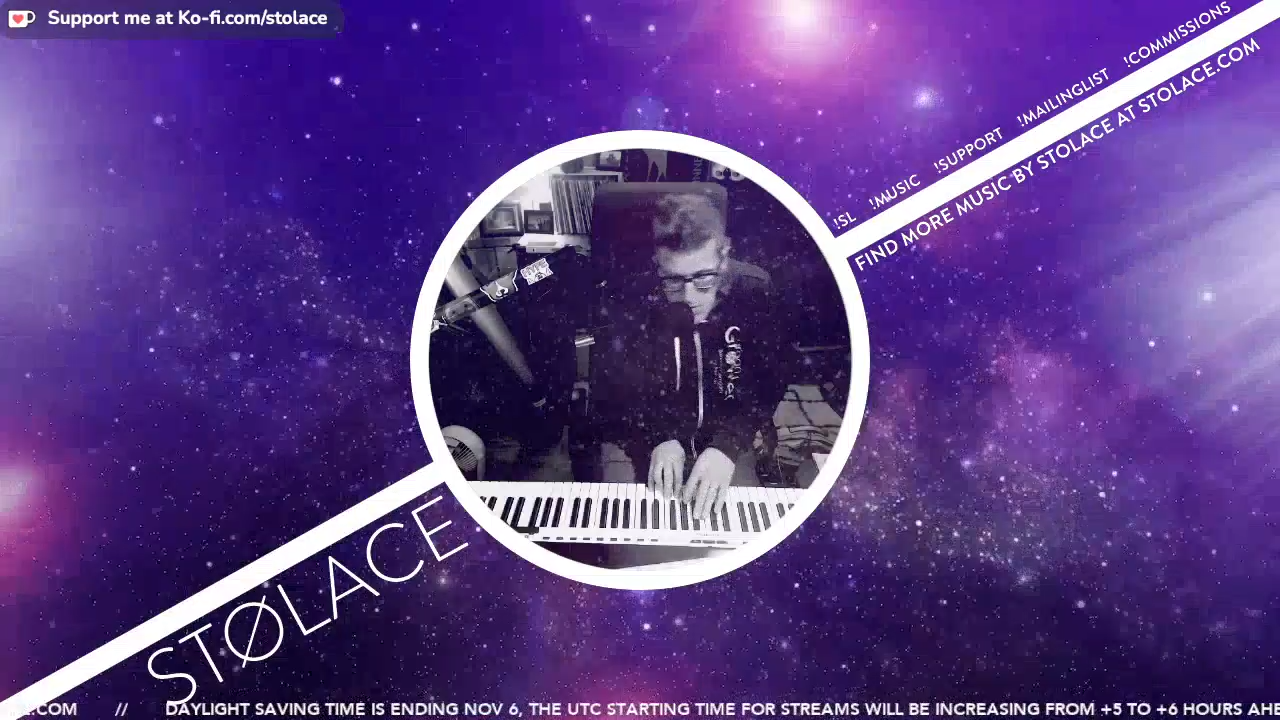 Support me at Ko-fi.com/stolace
!SL !MUSIC !SUPPORT !MAILINGLIST !COMMISSIONS
FIND MORE MUSIC BY STOLACE AT STOLACE.COM
STØLACE
.COM // DAYLIGHT SAVING TIME IS ENDING NOV 6, THE UTC STARTING TIME FOR STREAMS WILL BE INCREASING FROM +5 TO +6 HOURS AHE